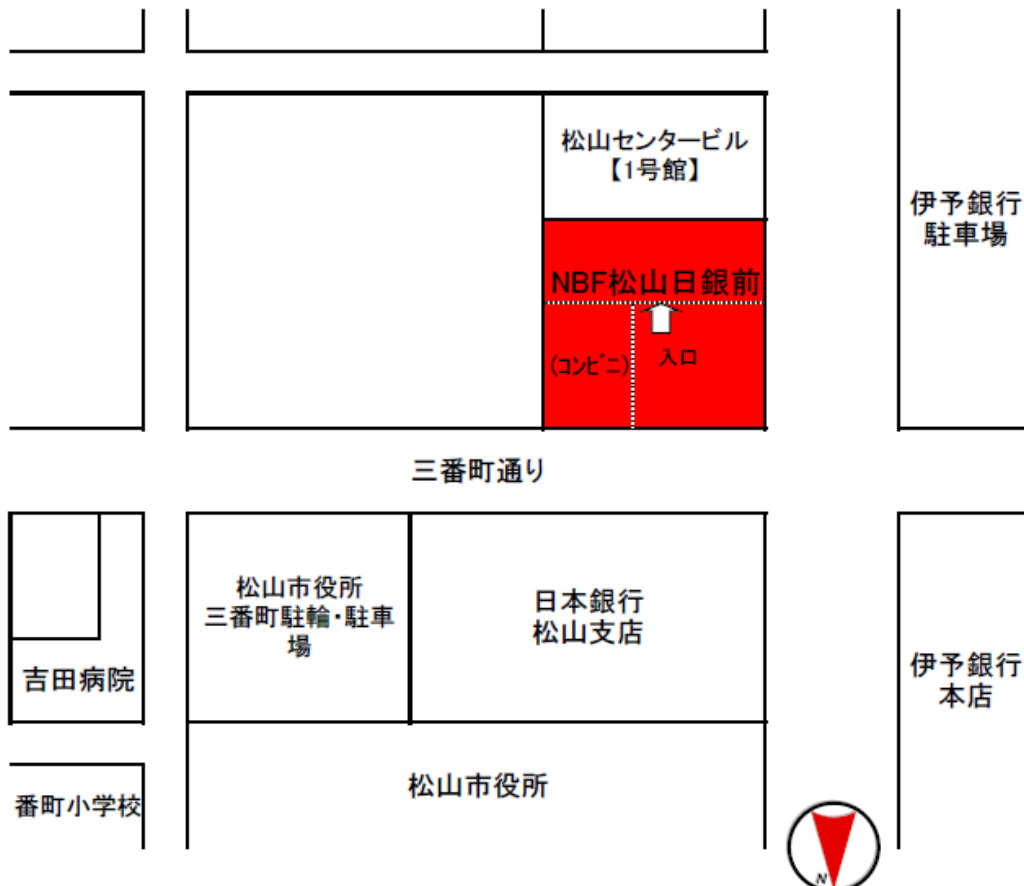 松山センタービル
【1号館】
伊予銀行
駐車場
NBF松山日銀前
(コンビニ)
入口
三番町通り
松山市役所
三番町駐輪・駐車
場
日本銀行
松山支店
吉田病院
伊予銀行
本店
番町小学校
松山市役所
N